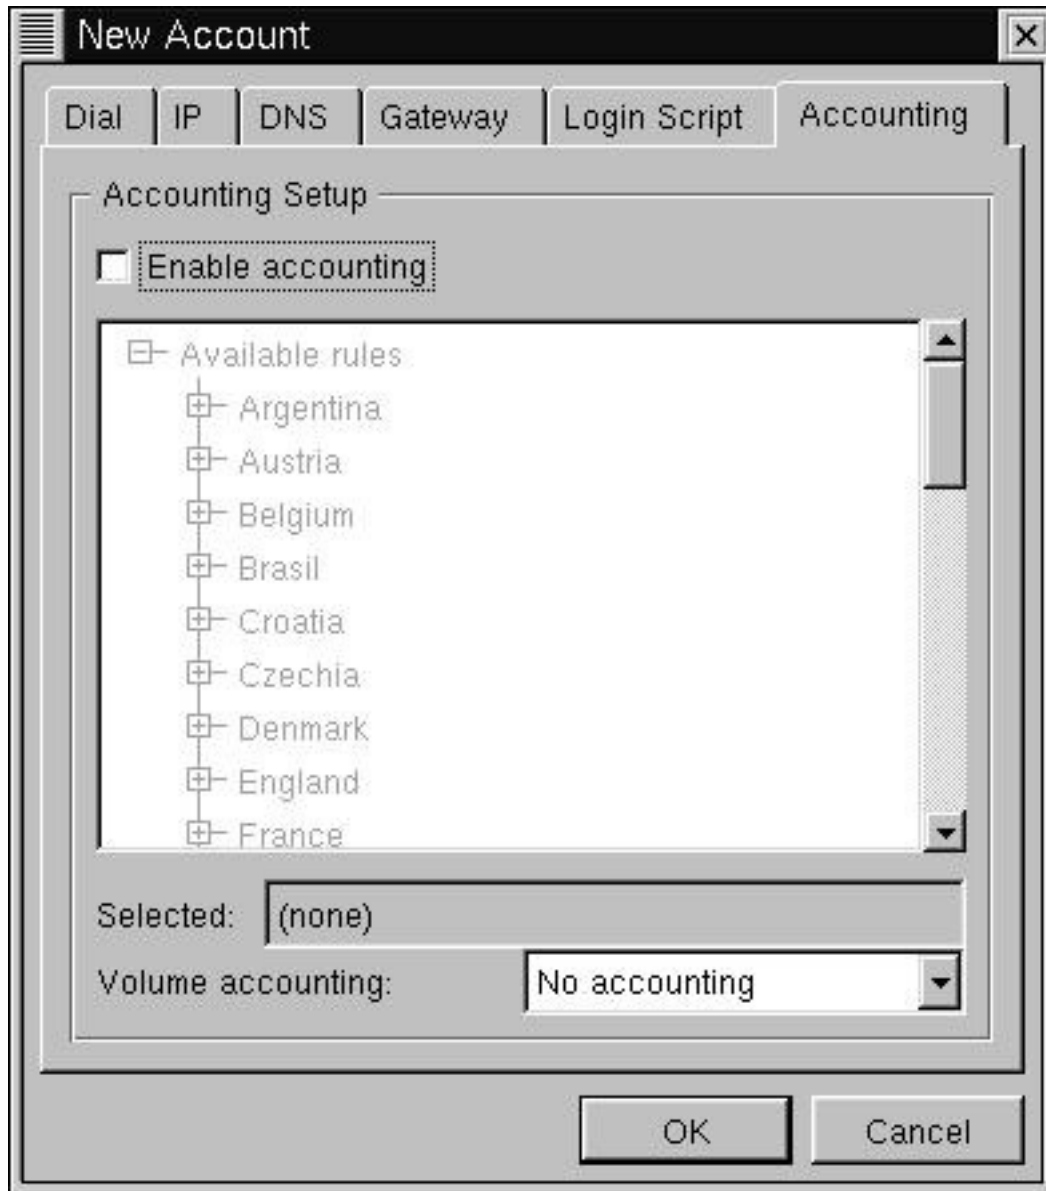 New Account
Dial IP DNS Gateway Login Script Accounting
Accounting Setup
Enable accounting
Available rules
Argentina
Austria
Belgium
Brasil
Croatia
Czechia
Denmark
England
France
Selected: (none)
Volume accounting: No accounting
OK Cancel